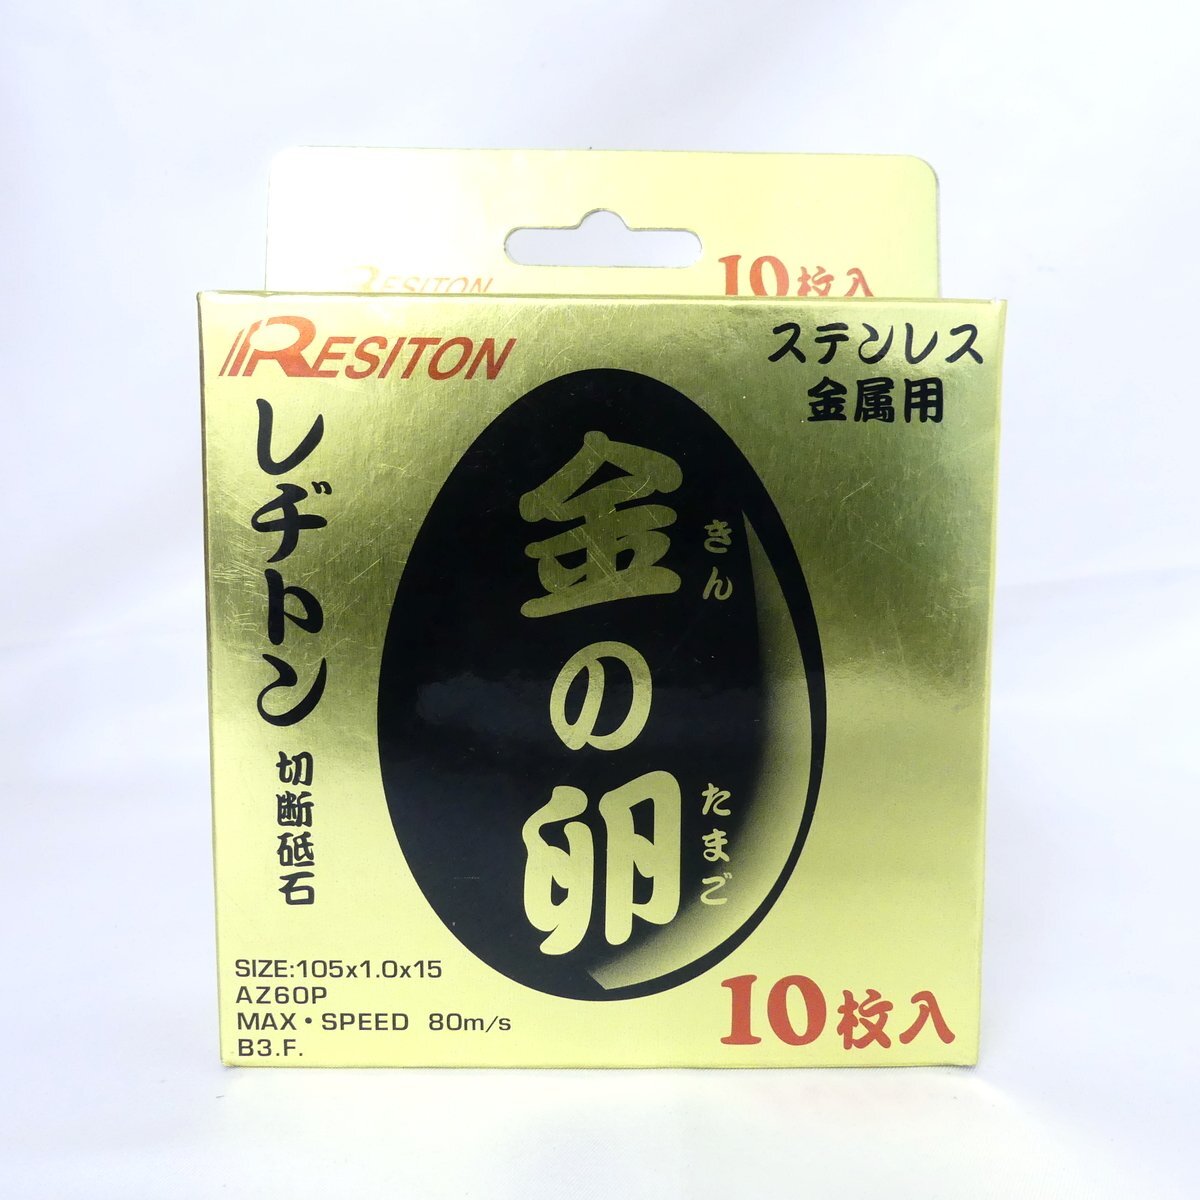 RESITON
10枚入
RESITON
ステンレス
金属用
レヂトン
切断砥石
金の卵
きん
たまご
SIZE:105x1.0x15
AZ60P
MAX・SPEED 80m/s
B3.F.
10枚入